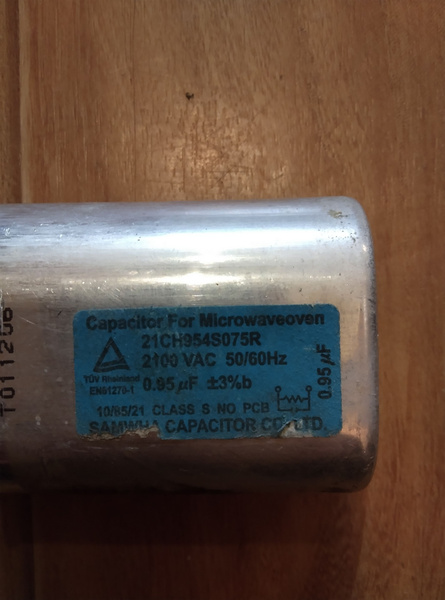 Capacitor For Microwaveoven
21CH954S075R
2100 VAC 50/60Hz
TÜV Rheinland
EN61270-1
0.95 µF ±3%b
0.95 µF
10/85/21 CLASS S NO PCB
SAMWHA CAPACITOR CO.,LTD.
T011206